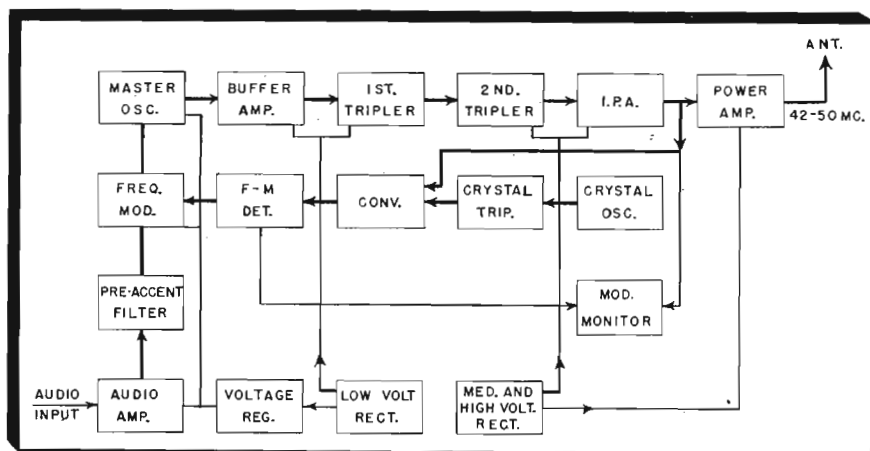 ANT.
MASTER
OSC.
BUFFER
AMP.
1ST.
TRIPLER
2ND.
TRIPLER
I.P.A.
POWER
AMP.
42-50 MC.
FREQ.
MOD.
F-M
DET.
CONV.
CRYSTAL
TRIP.
CRYSTAL
OSC.
PRE-ACCENT
FILTER
MOD.
MONITOR
AUDIO
INPUT
AUDIO
AMP.
VOLTAGE
REG.
LOW VOLT
RECT.
MED. AND
HIGH VOLT.
RECT.